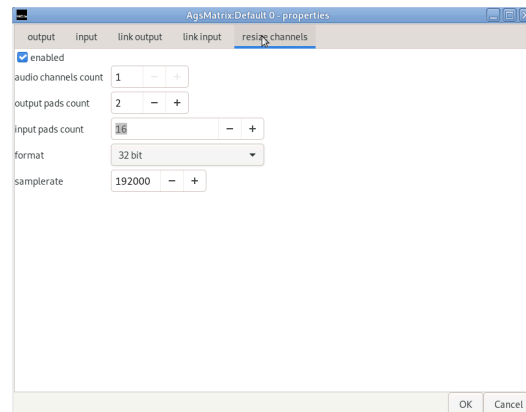 AgsMatrix:Default 0 - properties
output input link output link input resize channels
enabled
audio channels count 1 − +
output pads count 2 − +
input pads count 16 − +
format 32 bit
samplerate 192000 − +
OK Cancel